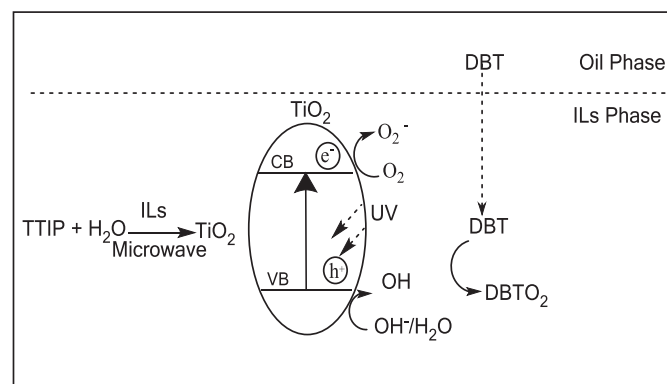 DBT Oil Phase
TiO₂ ILs Phase
O₂⁻
e⁻
CB
O₂
UV
ILs
TTIP + H₂O TiO₂
Microwave
DBT
h⁺
VB
OH
DBTO₂
OH⁻/H₂O